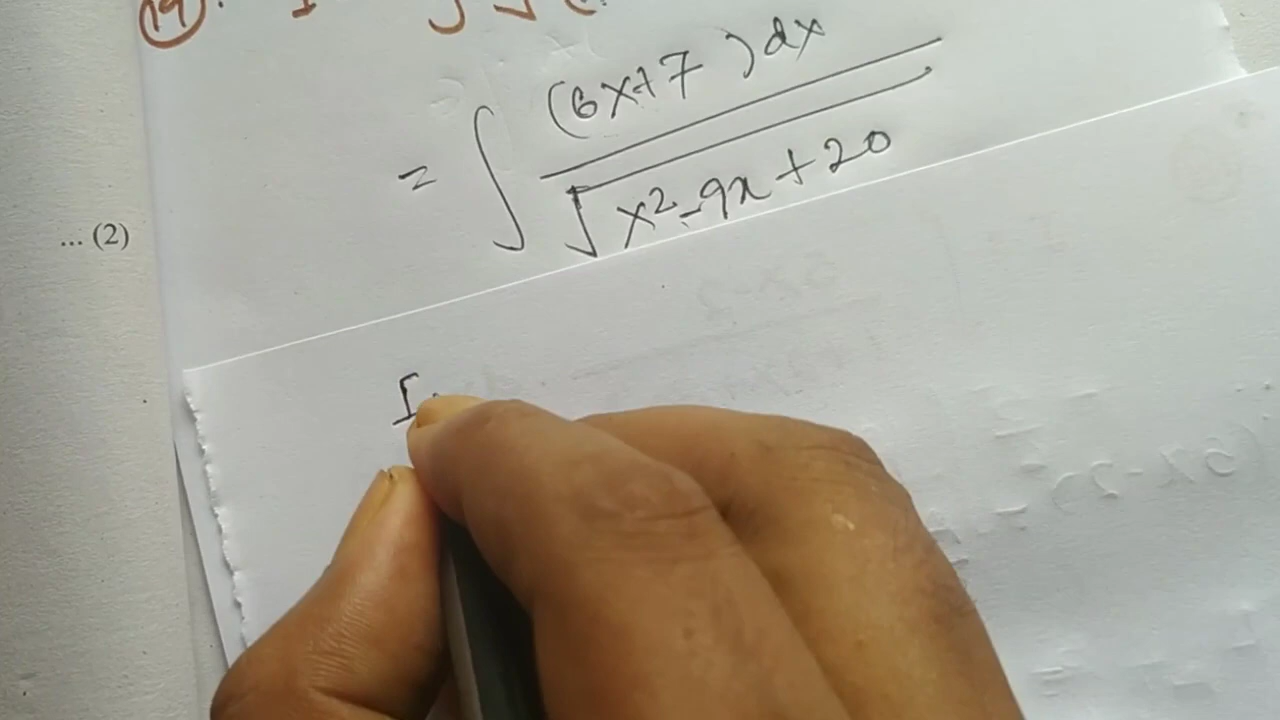 (19). I
= ∫ (6x+7)dx / √x²-9x+20
... (2)
I